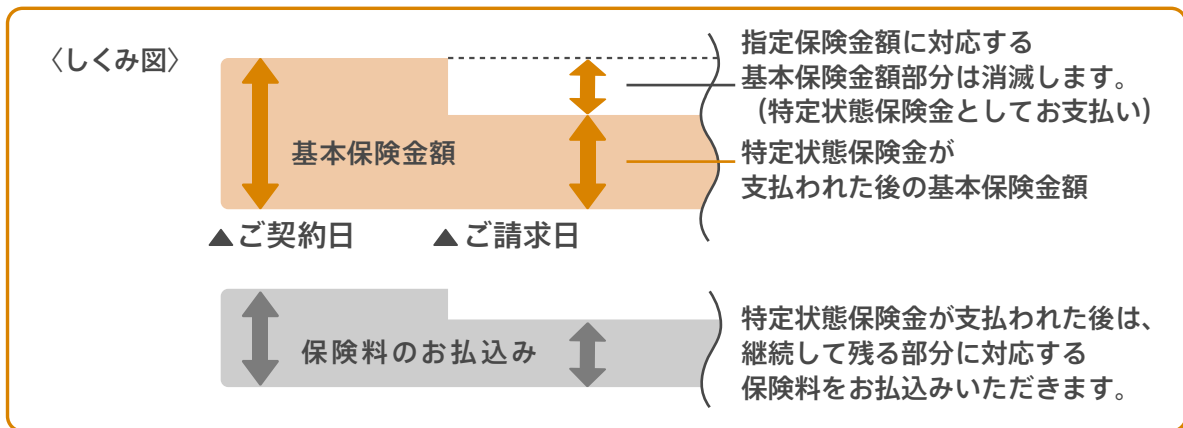 〈しくみ図〉
指定保険金額に対応する
基本保険金額部分は消滅します。
（特定状態保険金としてお支払い）
基本保険金額
特定状態保険金が
支払われた後の基本保険金額
▲ご契約日
▲ご請求日
保険料のお払込み
特定状態保険金が支払われた後は、
継続して残る部分に対応する
保険料をお払込みいただきます。